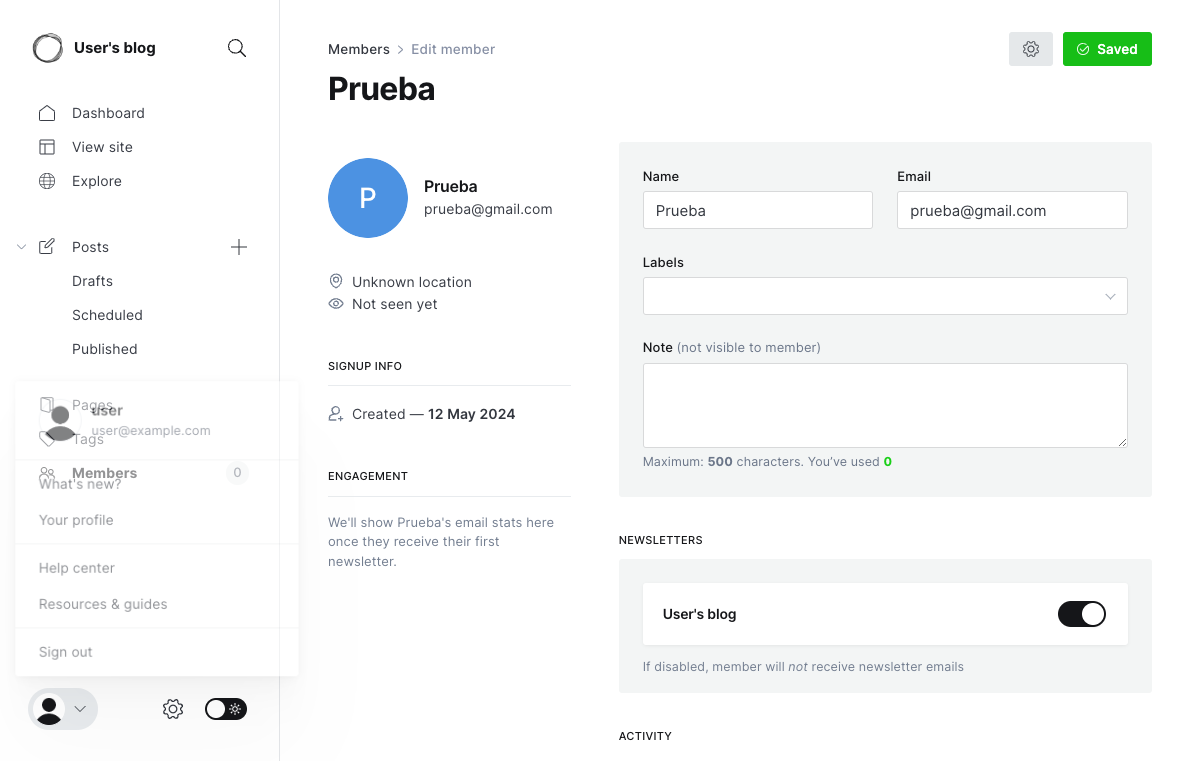 User's blog
Dashboard
View site
Explore
Posts
Drafts
Scheduled
Published
Pages
user
user@example.com
Tags
Members 0
What's new?
Your profile
Help center
Resources & guides
Sign out
Members Edit member
Saved
Prueba
P
Prueba
prueba@gmail.com
Unknown location
Not seen yet
SIGNUP INFO
Created — 12 May 2024
ENGAGEMENT
We'll show Prueba's email stats here
once they receive their first
newsletter.
Name
Prueba
Email
prueba@gmail.com
Labels
Note (not visible to member)
Maximum: 500 characters. You've used 0
NEWSLETTERS
User's blog
If disabled, member will not receive newsletter emails
ACTIVITY